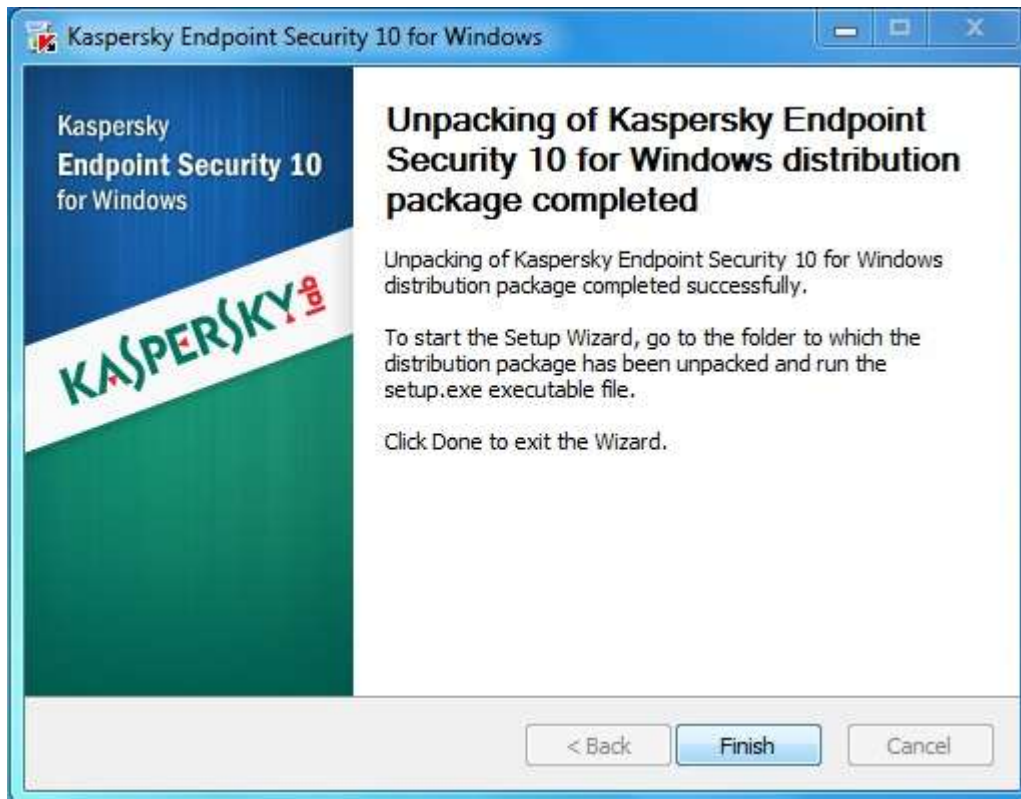 Kaspersky Endpoint Security 10 for Windows
Kaspersky
Endpoint Security 10
for Windows
KASPERSKY lab
Unpacking of Kaspersky Endpoint
Security 10 for Windows distribution
package completed
Unpacking of Kaspersky Endpoint Security 10 for Windows
distribution package completed successfully.
To start the Setup Wizard, go to the folder to which the
distribution package has been unpacked and run the
setup.exe executable file.
Click Done to exit the Wizard.
< Back Finish Cancel